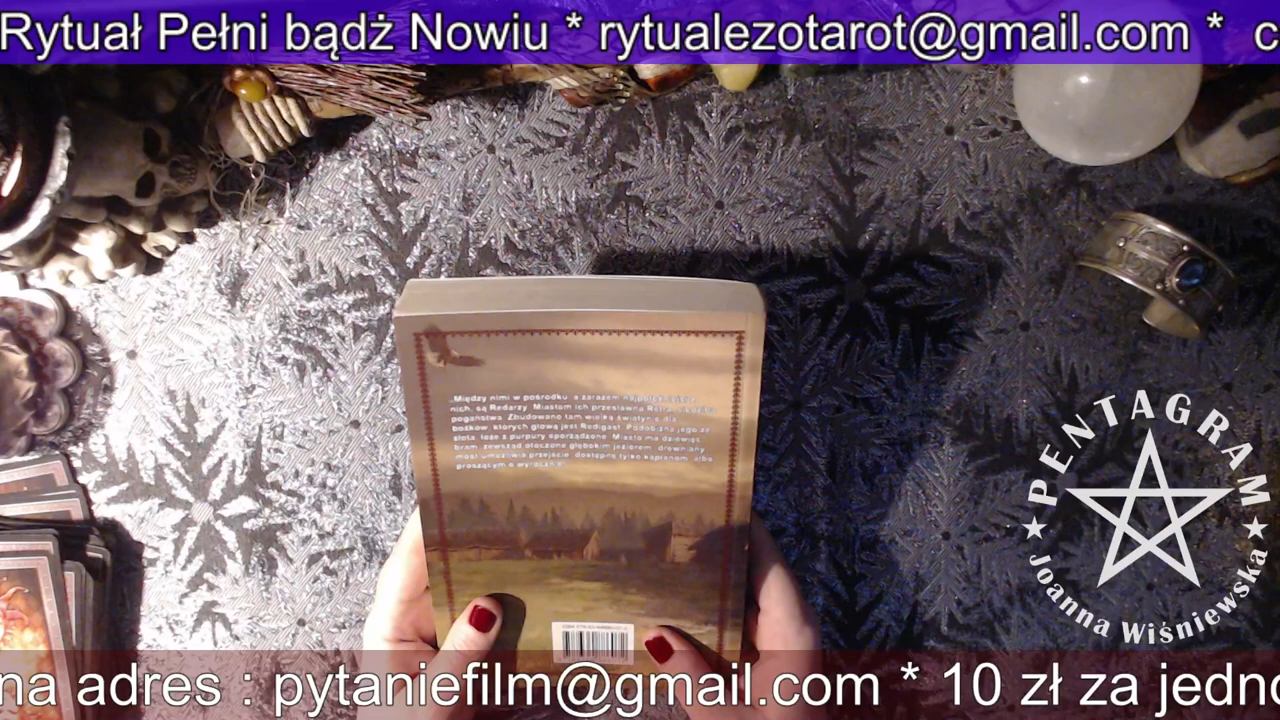 Rytuał Pełni bądź Nowiu * rytualezotarot@gmail.com * c
„Między nimi w pośrodku, a zarazem
nich, są Redarzy. Miastem ich przesławna Retra,
pogaństwa. Zbudowano tam wielką świątynię dla
bożków, których głową jest Redigast. Podobizna jego ze
złota, łoże z purpury sporządzone. Miasto ma dziewięć
bram, zewsząd otoczone głębokim jeziorem, drewniany
most umożliwia przejście, dostępną tylko kapłanom, albo
proszącym o wyrocznię"
PENTAGRAM
Joanna Wiśniewska
na adres : pytaniefilm@gmail.com * 10 zł za jedno